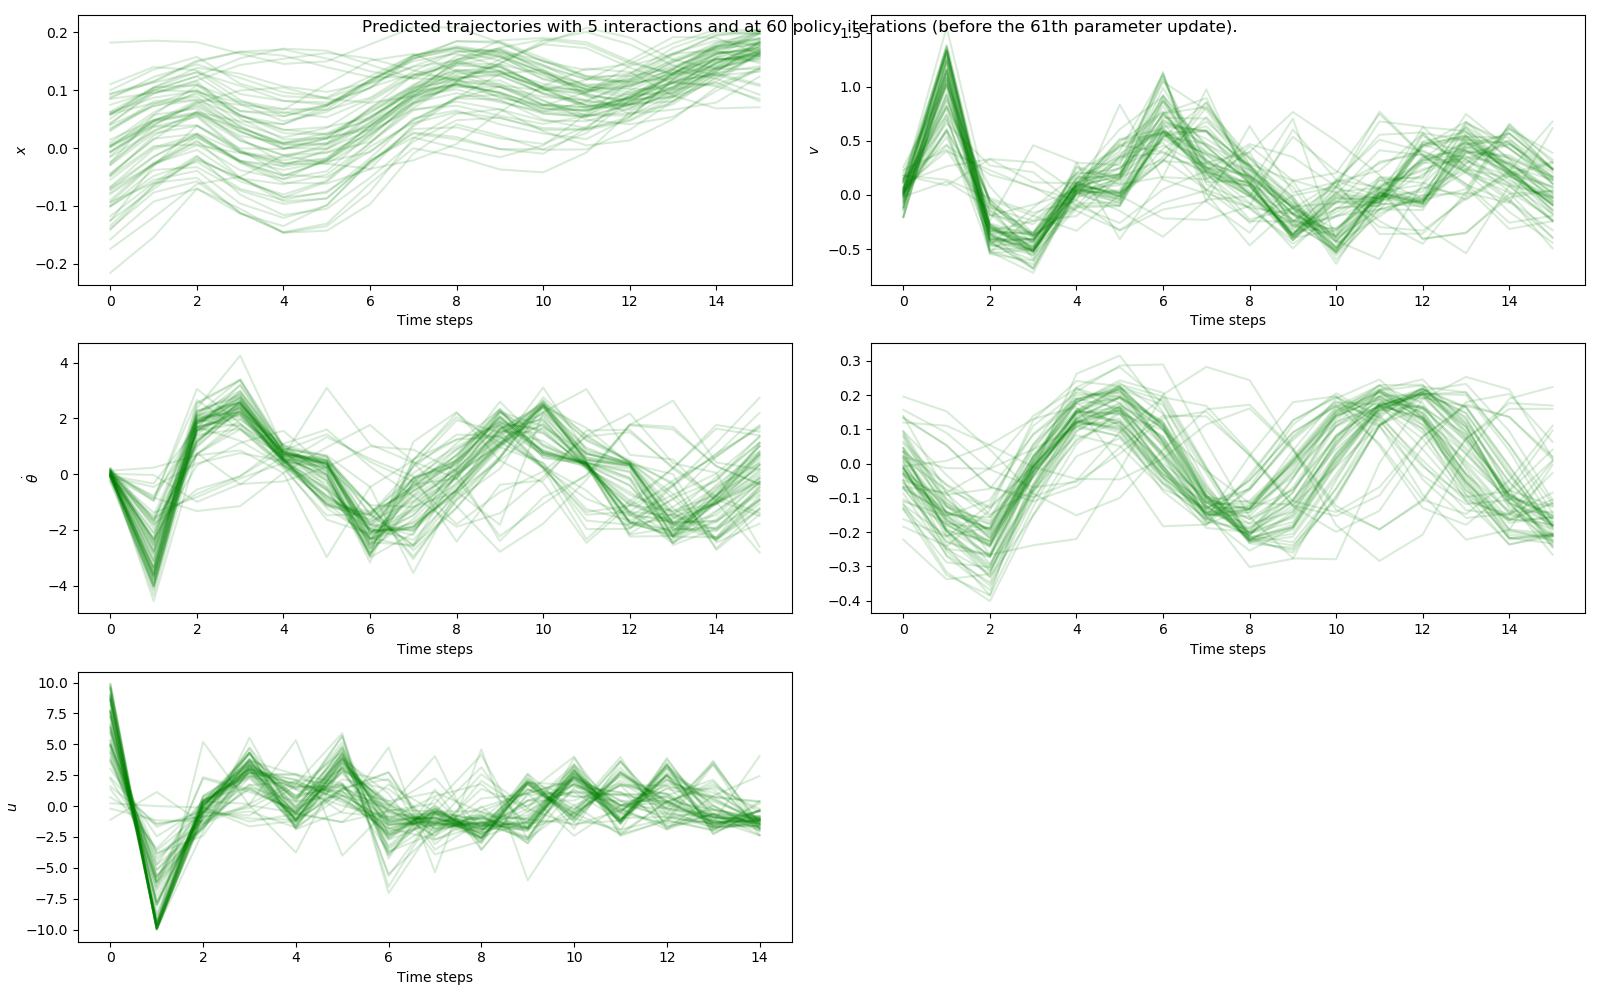 Predicted trajectories with 5 interactions and at 60 policy iterations (before the 61th parameter update).
0.2
0.1
0.0
−0.1
−0.2
x
0 2 4 6 8 10 12 14
Time steps
1.5
1.0
0.5
0.0
−0.5
v
0 2 4 6 8 10 12 14
Time steps
4
2
0
−2
−4
θ̇
0 2 4 6 8 10 12 14
Time steps
0.3
0.2
0.1
0.0
−0.1
−0.2
−0.3
−0.4
θ
0 2 4 6 8 10 12 14
Time steps
10.0
7.5
5.0
2.5
0.0
−2.5
−5.0
−7.5
−10.0
u
0 2 4 6 8 10 12 14
Time steps